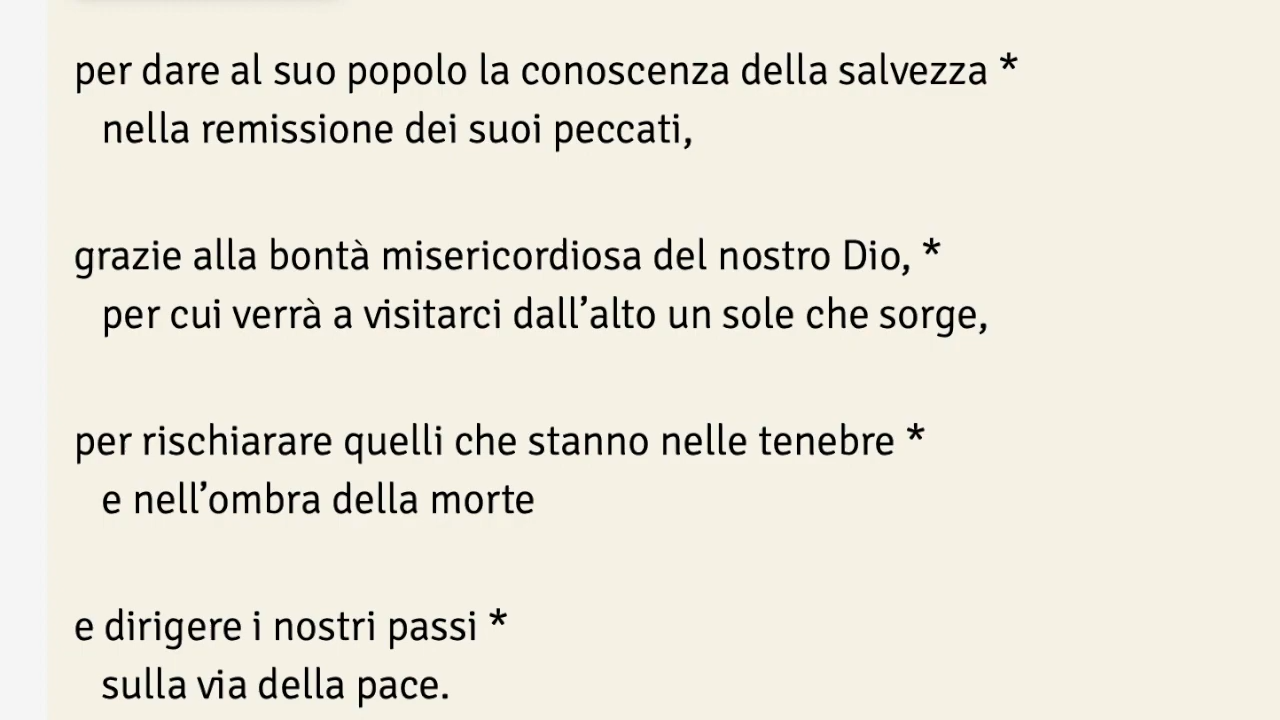 per dare al suo popolo la conoscenza della salvezza *
nella remissione dei suoi peccati,
grazie alla bontà misericordiosa del nostro Dio, *
per cui verrà a visitarci dall’alto un sole che sorge,
per rischiarare quelli che stanno nelle tenebre *
e nell’ombra della morte
e dirigere i nostri passi *
sulla via della pace.